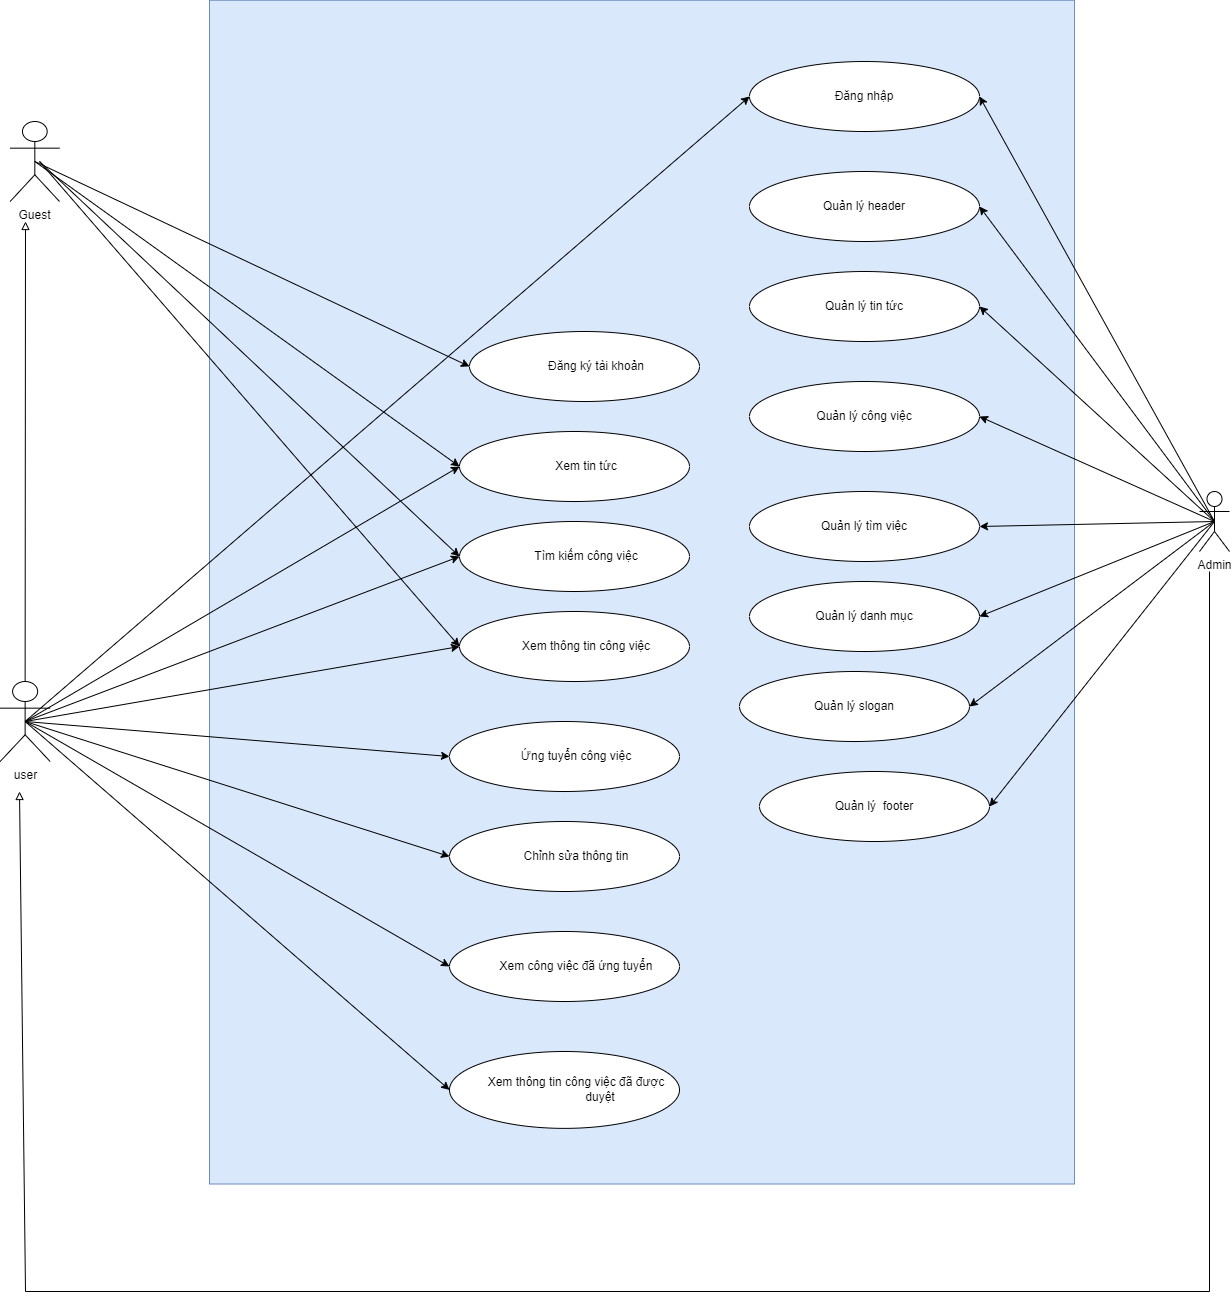 Đăng nhập
Quản lý header
Guest
Quản lý tin tức
Đăng ký tài khoản
Quản lý công việc
Xem tin tức
Quản lý tìm việc
Tìm kiếm công việc
Admin
Quản lý danh mục
Xem thông tin công việc
Quản lý slogan
Ứng tuyển công việc
user
Quản lý footer
Chỉnh sửa thông tin
Xem công việc đã ứng tuyển
Xem thông tin công việc đã được
duyệt